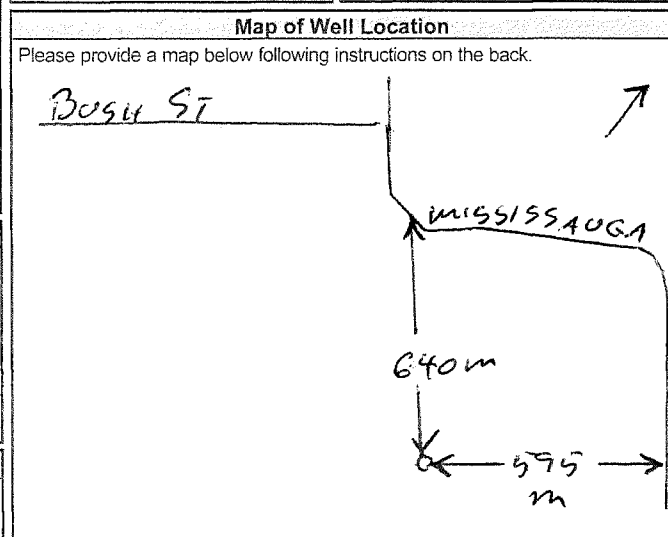 Map of Well Location
Please provide a map below following instructions on the back.
BUSH ST
MISSISSAUGA
640m
595
m